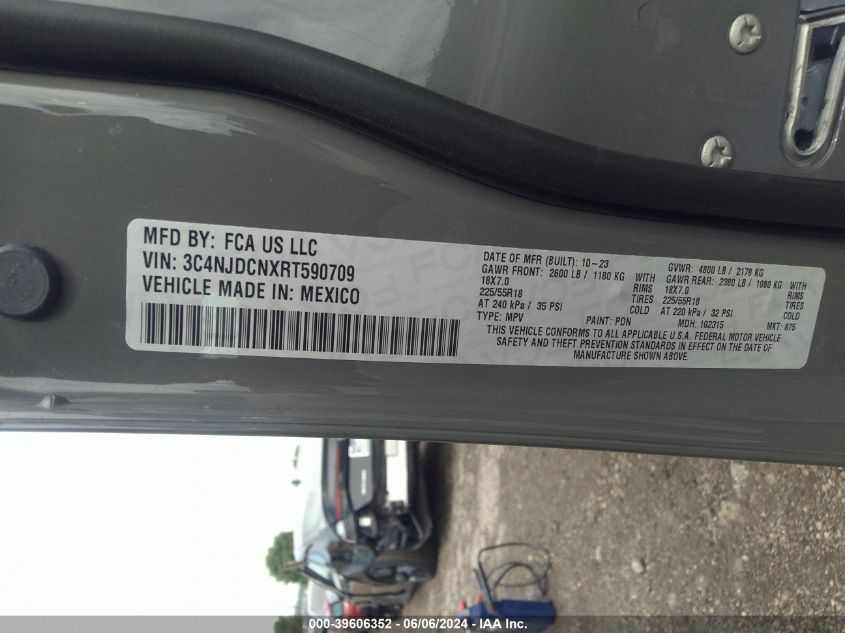 MFD BY: FCA US LLC
VIN: 3C4NJDCNXRT590709
VEHICLE MADE IN: MEXICO
DATE OF MFR (BUILT): 10-23
GAWR FRONT: 2600 LB / 1180 KG WITH
18X7.0 RIMS
225/55R18 TIRES
AT 240 kPa / 35 PSI COLD
TYPE: MPV PAINT: PDN
GVWR: 4800 LB / 2179 KG
GAWR REAR: 2380 LB / 1080 KG WITH
18X7.0 RIMS
225/55R18 TIRES
AT 220 kPa / 32 PSI COLD
MDH: 102315 MKT: 875
THIS VEHICLE CONFORMS TO ALL APPLICABLE U.S.A. FEDERAL MOTOR VEHICLE
SAFETY AND THEFT PREVENTION STANDARDS IN EFFECT ON THE DATE OF
MANUFACTURE SHOWN ABOVE.
000-39606352 - 06/06/2024 - IAA Inc.